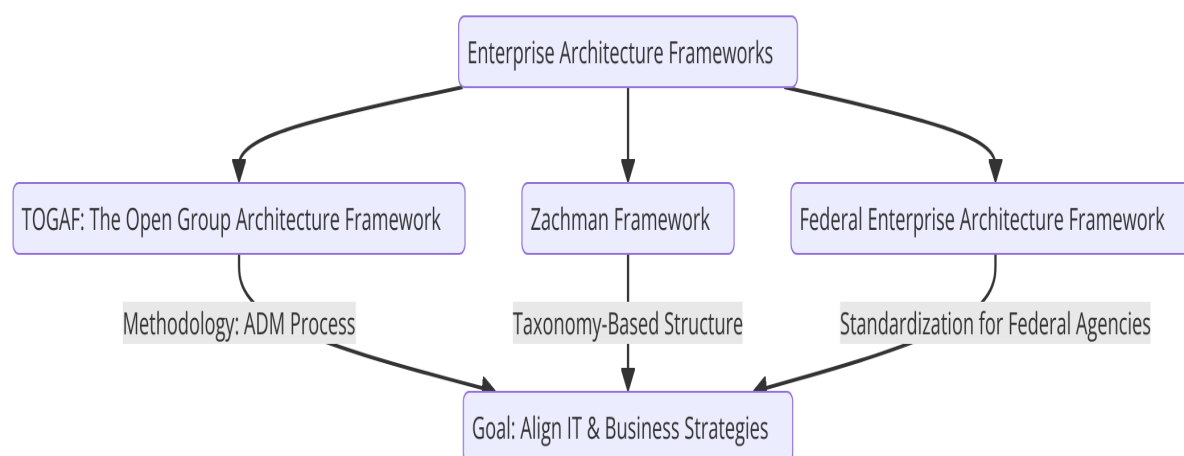 Enterprise Architecture Frameworks
TOGAF: The Open Group Architecture Framework
Zachman Framework
Federal Enterprise Architecture Framework
Methodology: ADM Process
Taxonomy-Based Structure
Standardization for Federal Agencies
Goal: Align IT & Business Strategies